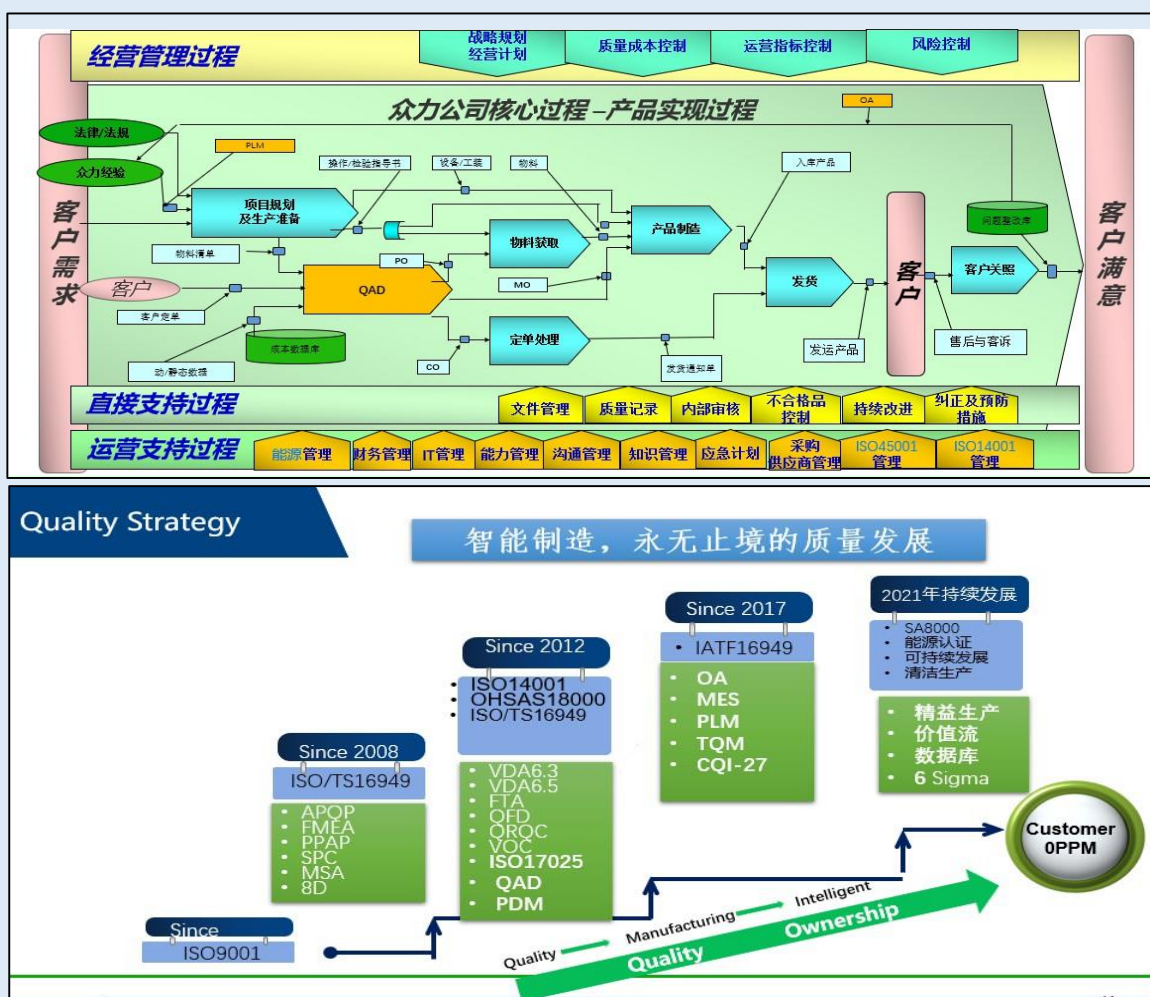 经营管理过程
战略规划
经营计划
质量成本控制
运营指标控制
风险控制
众力公司核心过程–产品实现过程
OA
法律/法规
PLM
众力经验
操作/检验指导书
设备/工装
物料
入库产品
客户需求
项目规划
及生产准备
物料获取
产品制造
问题整改库
客户满意
物料清单
PO
MO
客户
QAD
发货
客户
客户关照
客户定单
成本数据库
定单处理
动/静态数据
CO
发货通知单
发运产品
售后与客诉
直接支持过程
文件管理
质量记录
内部审核
不合格品
控制
持续改进
纠正及预防
措施
运营支持过程
能源管理
财务管理
IT管理
能力管理
沟通管理
知识管理
应急计划
采购
供应商管理
ISO45001
管理
ISO14001
管理
Quality Strategy
智能制造，永无止境的质量发展
Since
ISO9001
Since 2008
ISO/TS16949
• APQP
• FMEA
• PPAP
• SPC
• MSA
• 8D
Since 2012
• ISO14001
• OHSAS18000
• ISO/TS16949
• VDA6.3
• VDA6.5
• FTA
• QFD
• QRQC
• VOC
• ISO17025
• QAD
• PDM
Since 2017
• IATF16949
• OA
• MES
• PLM
• TQM
• CQI-27
2021年持续发展
• SA8000
• 能源认证
• 可持续发展
• 清洁生产
• 精益生产
• 价值流
• 数据库
• 6 Sigma
Customer
0PPM
Quality
Manufacturing
Intelligent
Quality
Ownership